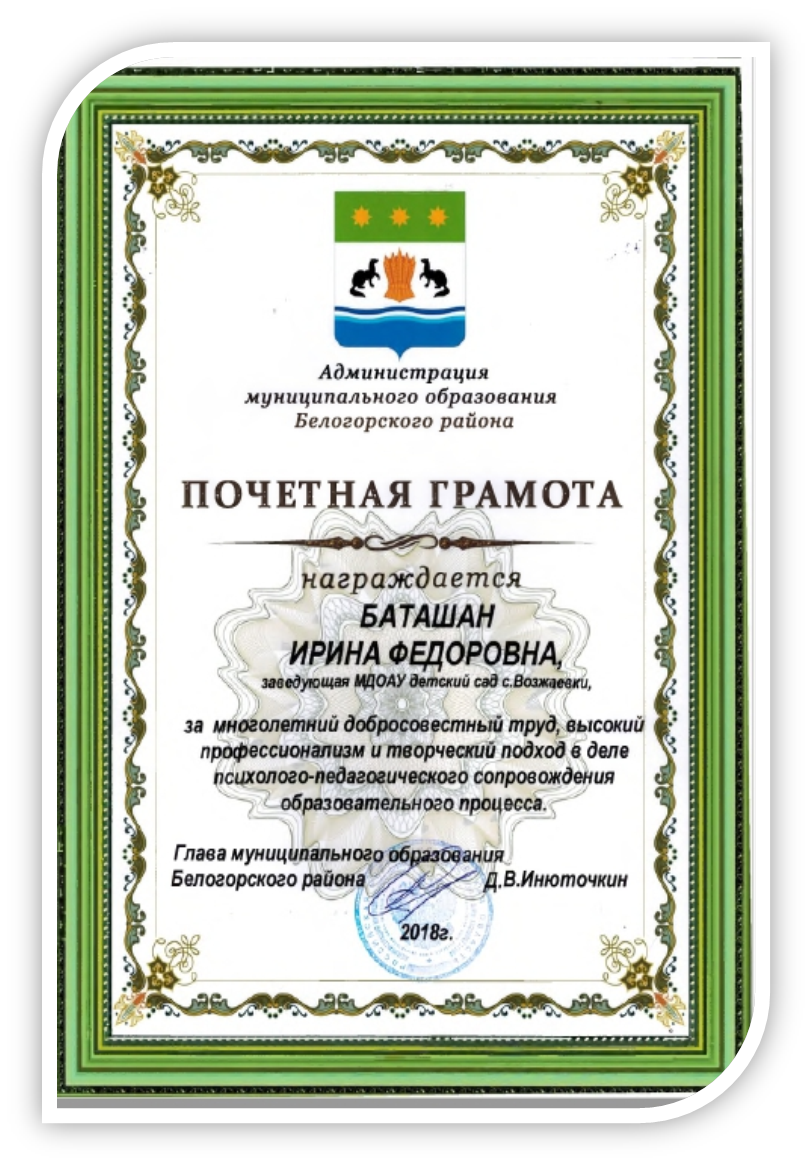 Администрация
муниципального образования
Белогорского района
ПОЧЕТНАЯ ГРАМОТА
награждается
БАТАШАН
ИРИНА ФЕДОРОВНА,
заведующая МДОАУ детский сад с.Возжаевки,
за многолетний добросовестный труд, высокий
профессионализм и творческий подход в деле
психолого-педагогического сопровождения
образовательного процесса.
Глава муниципального образования
Белогорского района Д.В.Инюточкин
2018г.